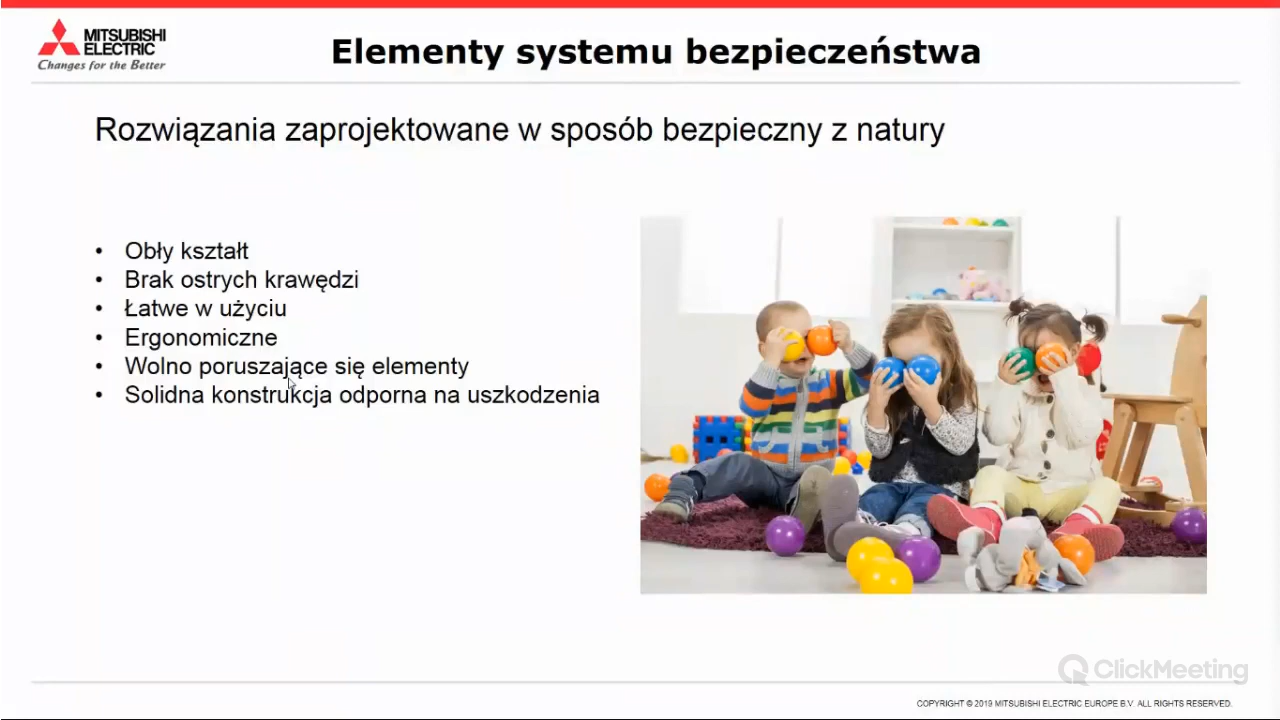 MITSUBISHI
ELECTRIC
Changes for the Better
Elementy systemu bezpieczeństwa
Rozwiązania zaprojektowane w sposób bezpieczny z natury
• Obły kształt
• Brak ostrych krawędzi
• Łatwe w użyciu
• Ergonomiczne
• Wolno poruszające się elementy
• Solidna konstrukcja odporna na uszkodzenia
ClickMeeting
COPYRIGHT © 2019 MITSUBISHI ELECTRIC EUROPE B.V. ALL RIGHTS RESERVED.